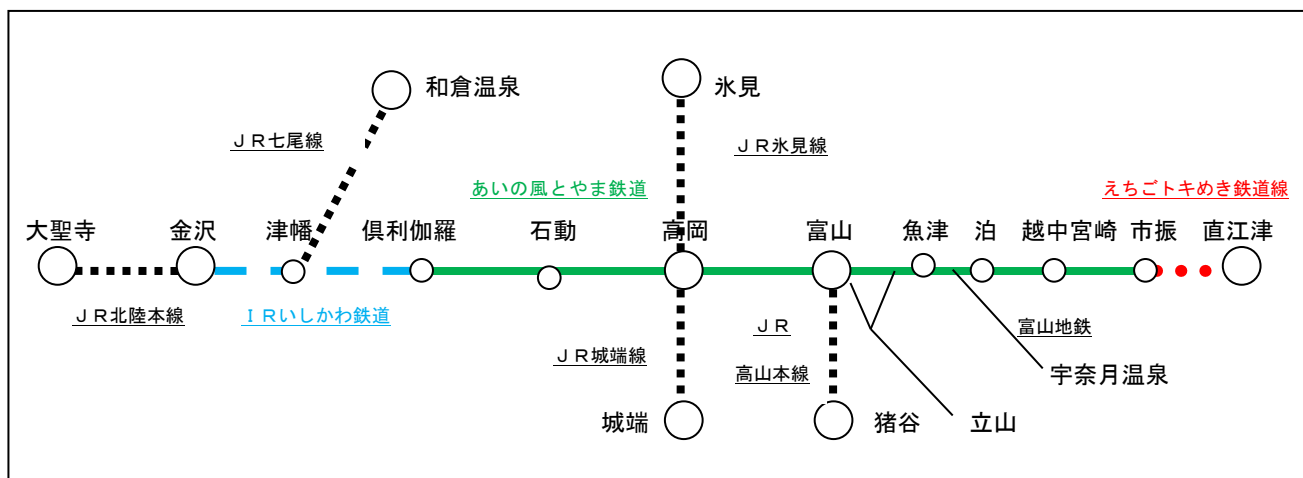 和倉温泉
氷見
ＪＲ七尾線
ＪＲ氷見線
あいの風とやま鉄道
えちごトキめき鉄道線
大聖寺
金沢
津幡
倶利伽羅
石動
高岡
富山
魚津
泊
越中宮崎
市振
直江津
ＪＲ北陸本線
ＩＲいしかわ鉄道
ＪＲ城端線
ＪＲ
高山本線
富山地鉄
宇奈月温泉
城端
猪谷
立山